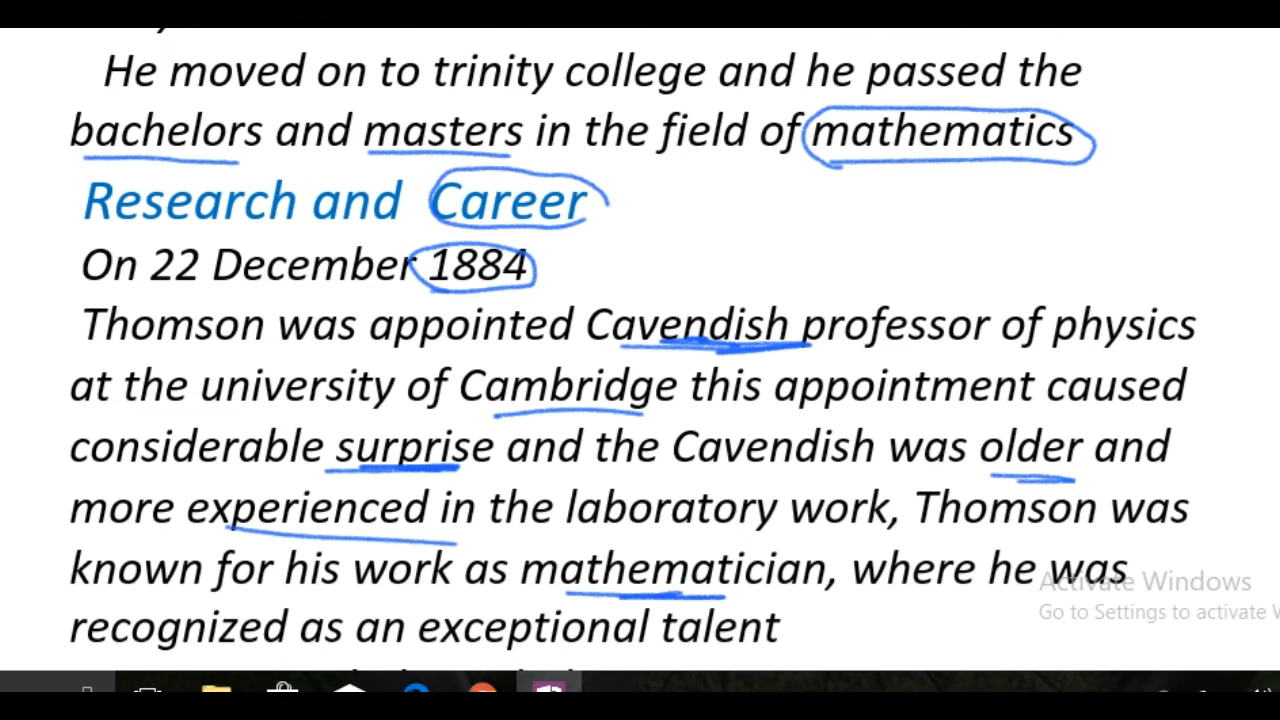 He moved on to trinity college and he passed the
bachelors and masters in the field of mathematics
Research and Career
On 22 December 1884
Thomson was appointed Cavendish professor of physics
at the university of Cambridge this appointment caused
considerable surprise and the Cavendish was older and
more experienced in the laboratory work, Thomson was
known for his work as mathematician, where he was
recognized as an exceptional talent
Activate Windows
Go to Settings to activate W